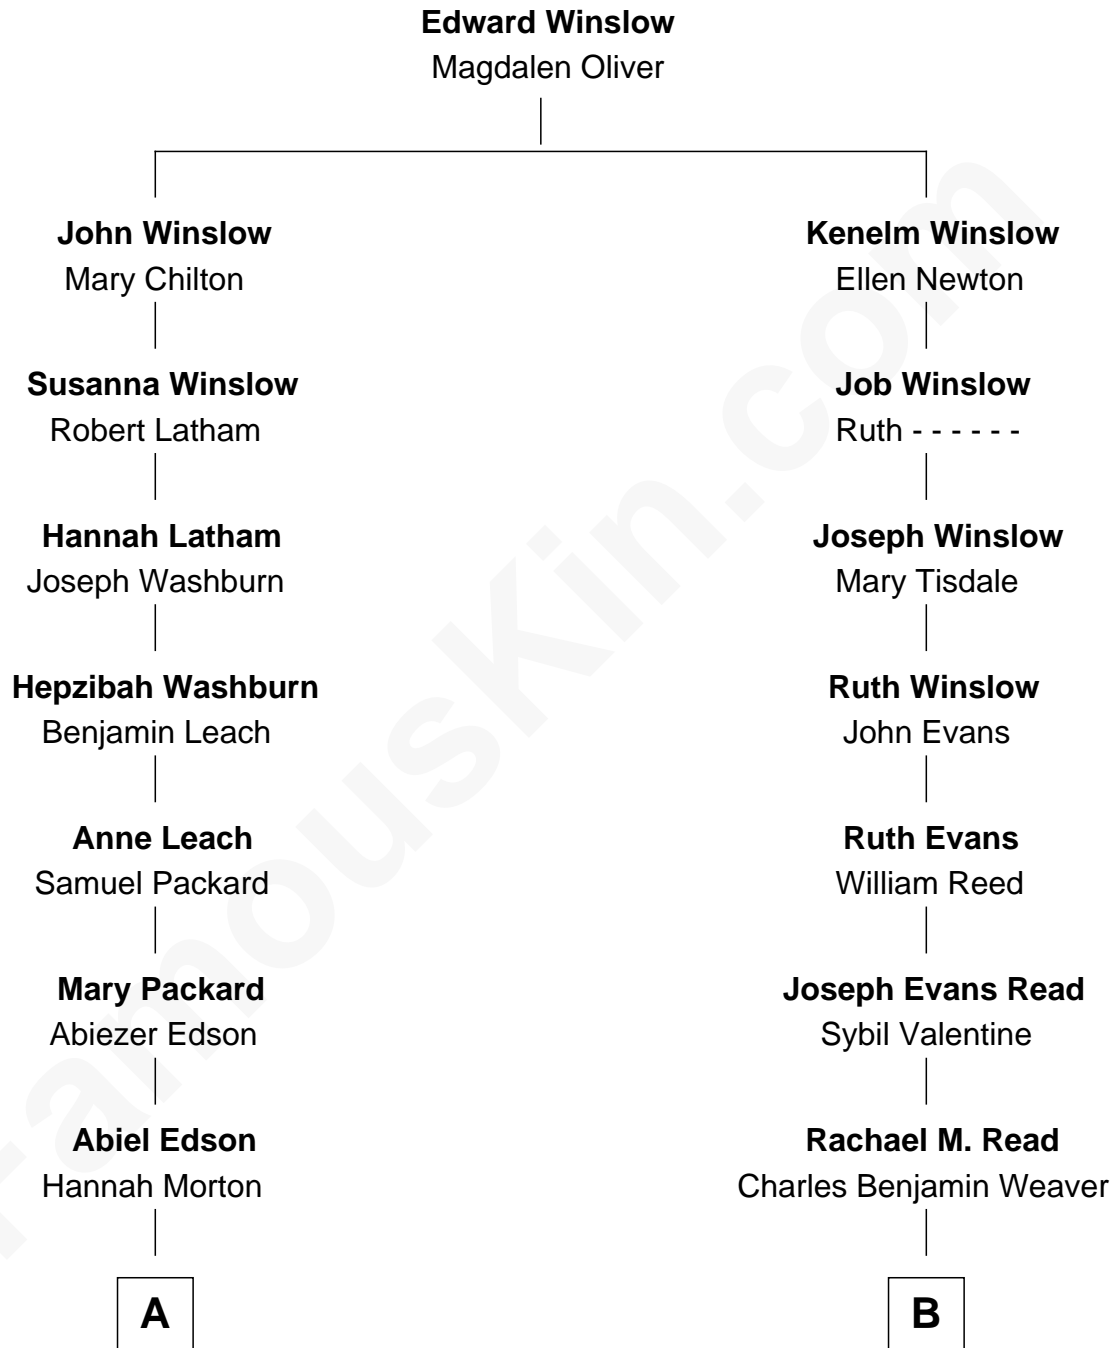 Edward Winslow
Magdalen Oliver
John Winslow
Mary Chilton
Kenelm Winslow
Ellen Newton
Susanna Winslow
Robert Latham
Job Winslow
Ruth - - - - - -
Hannah Latham
Joseph Washburn
Joseph Winslow
Mary Tisdale
Hepzibah Washburn
Benjamin Leach
Ruth Winslow
John Evans
Anne Leach
Samuel Packard
Ruth Evans
William Reed
Mary Packard
Abiezer Edson
Joseph Evans Read
Sybil Valentine
Abiel Edson
Hannah Morton
Rachael M. Read
Charles Benjamin Weaver
A
B
FamousKin.com